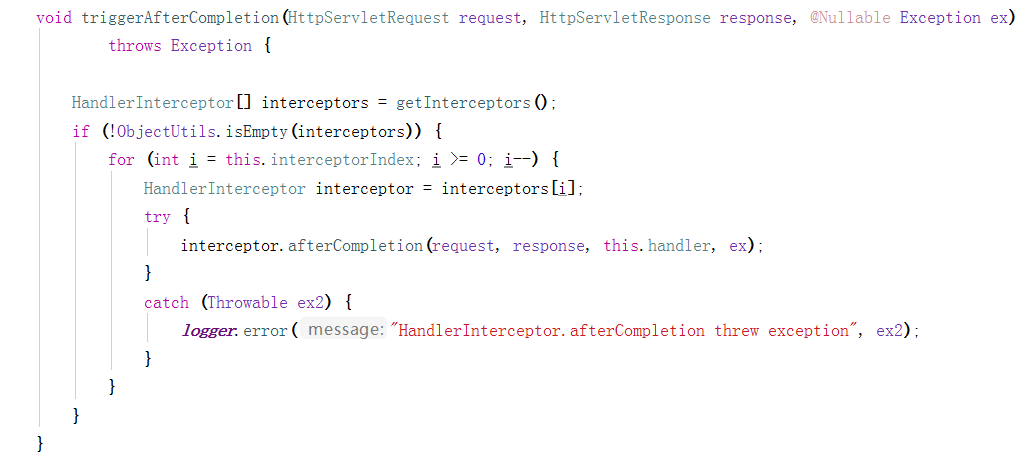 void triggerAfterCompletion(HttpServletRequest request, HttpServletResponse response, @Nullable Exception ex)
        throws Exception {

    HandlerInterceptor[] interceptors = getInterceptors();
    if (!ObjectUtils.isEmpty(interceptors)) {
        for (int i = this.interceptorIndex; i >= 0; i--) {
            HandlerInterceptor interceptor = interceptors[i];
            try {
                interceptor.afterCompletion(request, response, this.handler, ex);
            }
            catch (Throwable ex2) {
                logger.error( message: "HandlerInterceptor.afterCompletion threw exception", ex2);
            }
        }
    }
}